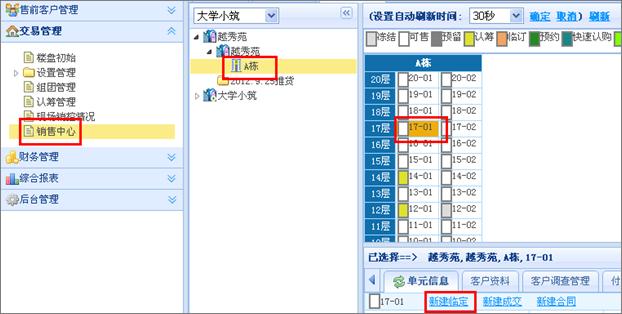 售前客户管理
交易管理
楼盘初始
设置管理
组团管理
认筹管理
现场销控情况
销售中心
财务管理
综合报表
后台管理
大学小筑
越秀苑
越秀苑
A栋
2012.9.25推货
大学小筑
(设置自动刷新时间: 30秒 确定 取消) 刷新
冻结 可售 预留 认筹 临订 预约 快速认购
A栋
20层 20-01 20-02
19层 19-01 19-02
18层 18-01 18-02
17层 17-01 17-02
16层 16-01 16-02
15层 15-01 15-02
14层 14-01 14-02
13层 13-01 13-02
12层 12-01 12-02
11层 11-01 11-02
10层 10-01 10-02
已选择==> 越秀苑,越秀苑,A栋,17-01
单元信息 客户资料 客户调查管理 付
17-01 新建临定 新建成交 新建合同